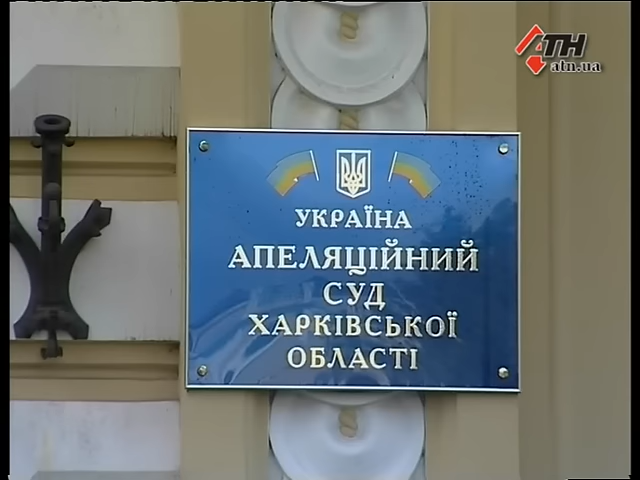 АТН
atn.ua
УКРАЇНА
АПЕЛЯЦІЙНИЙ
СУД
ХАРКІВСЬКОЇ
ОБЛАСТІ